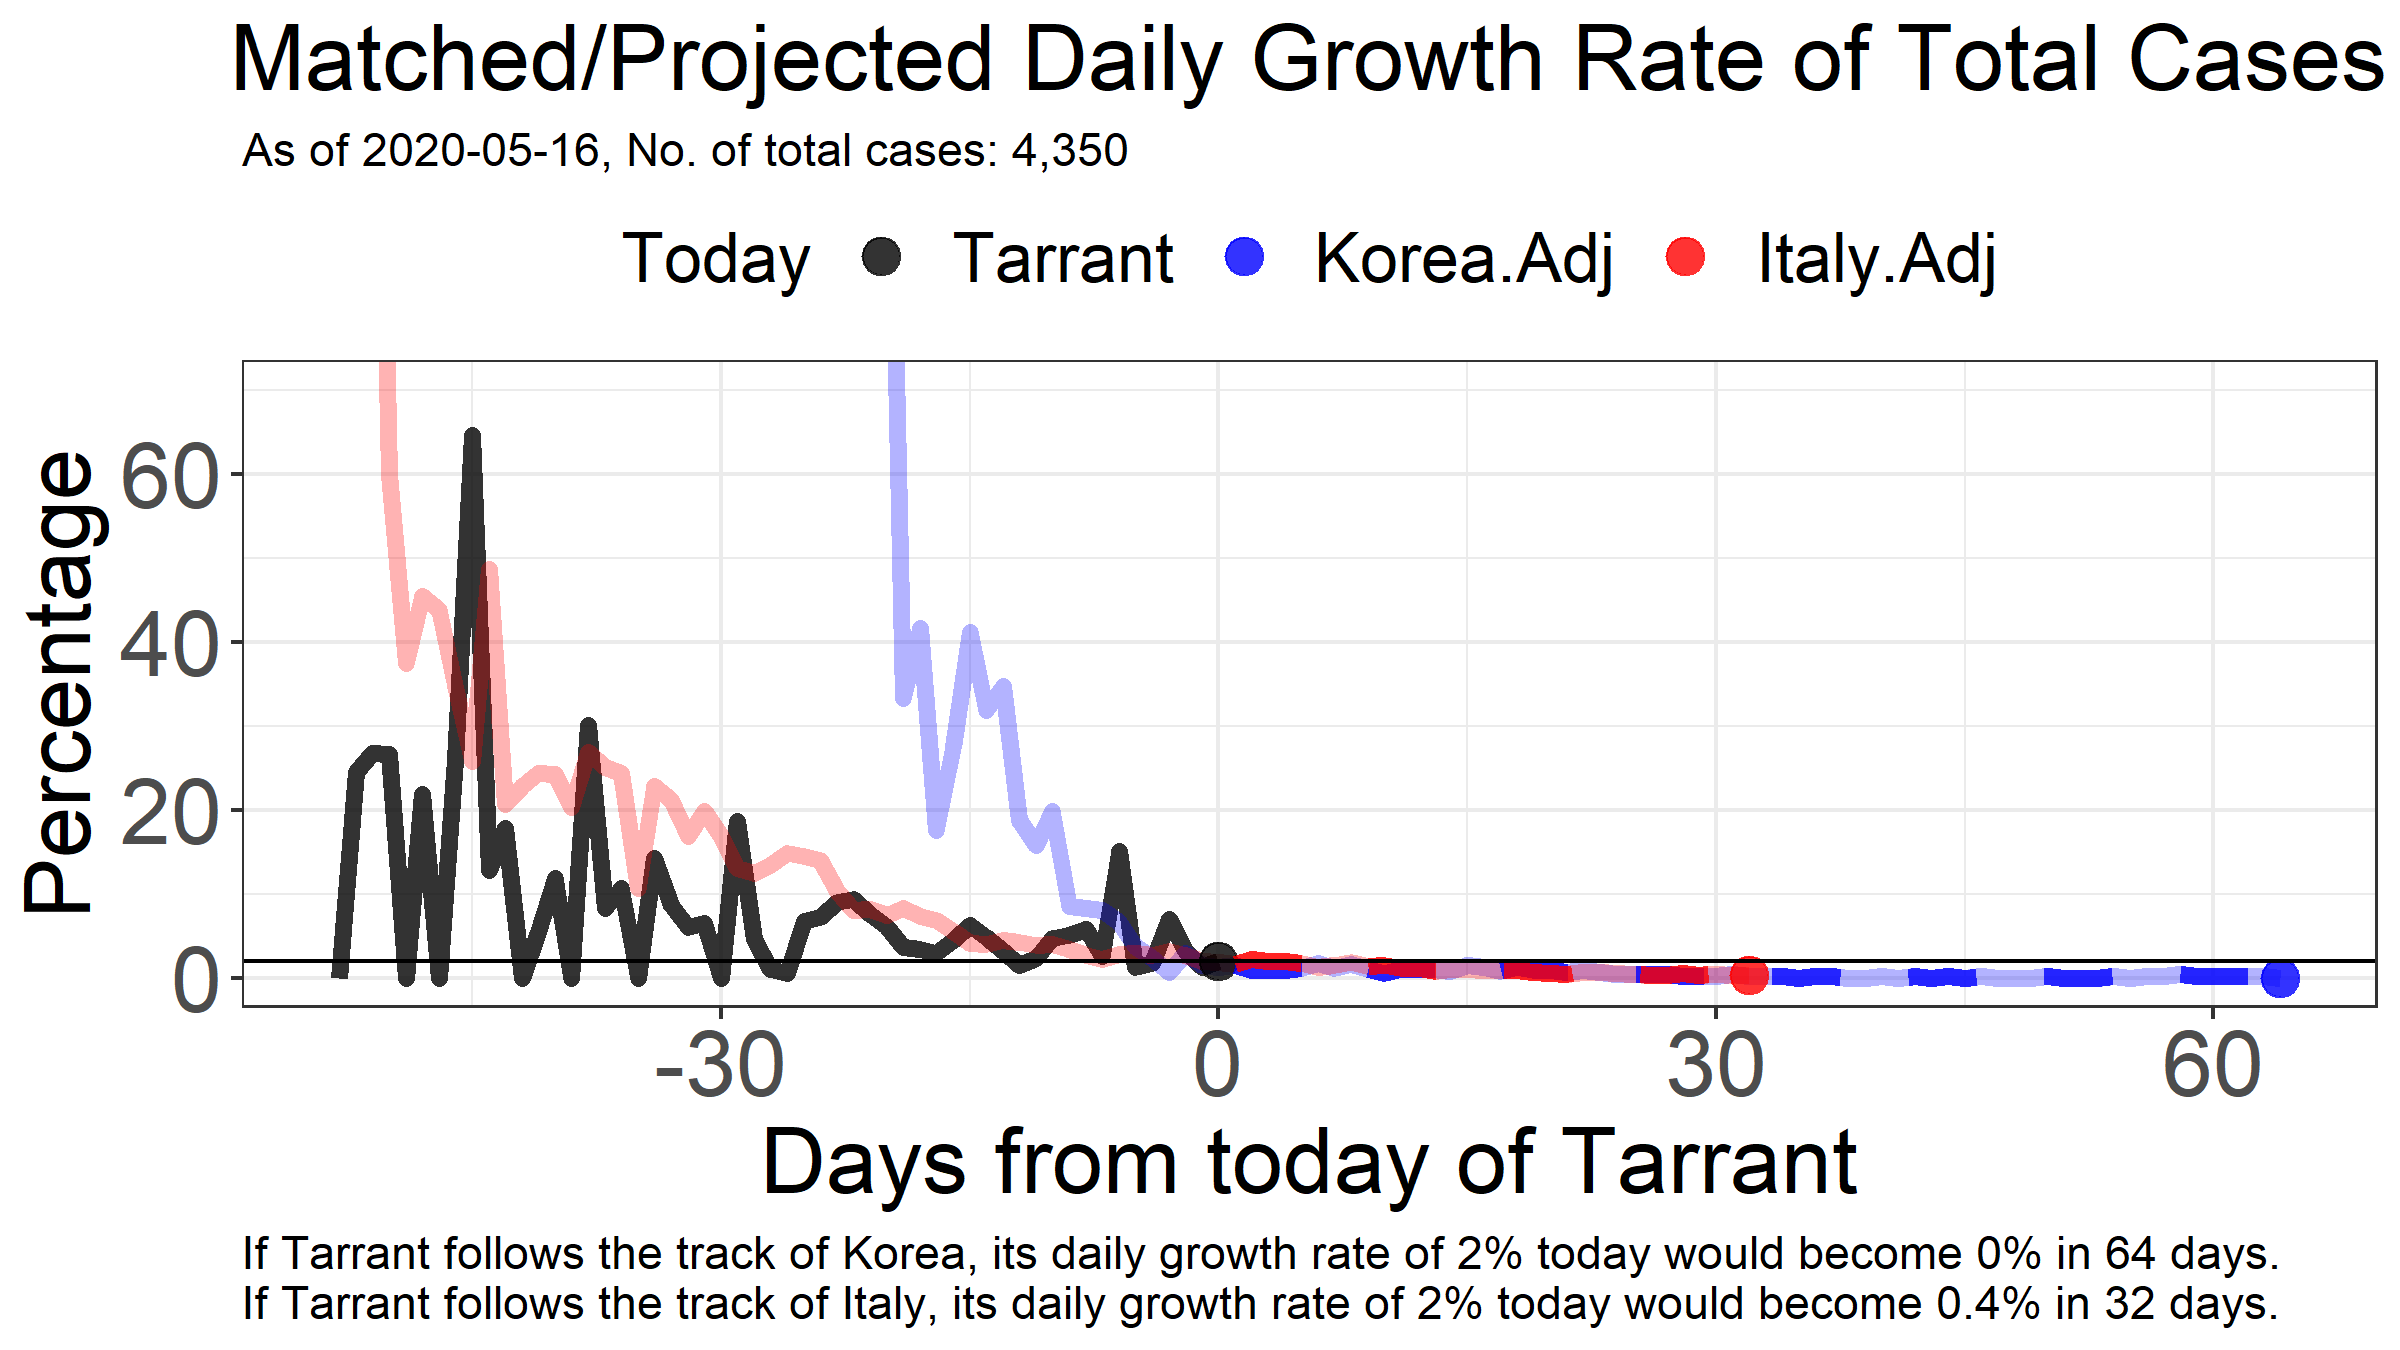 Matched/Projected Daily Growth Rate of Total Cases
As of 2020-05-16, No. of total cases: 4,350
Today Tarrant Korea.Adj Italy.Adj
Percentage
60
40
20
0
-30 0 30 60
Days from today of Tarrant
If Tarrant follows the track of Korea, its daily growth rate of 2% today would become 0% in 64 days.
If Tarrant follows the track of Italy, its daily growth rate of 2% today would become 0.4% in 32 days.